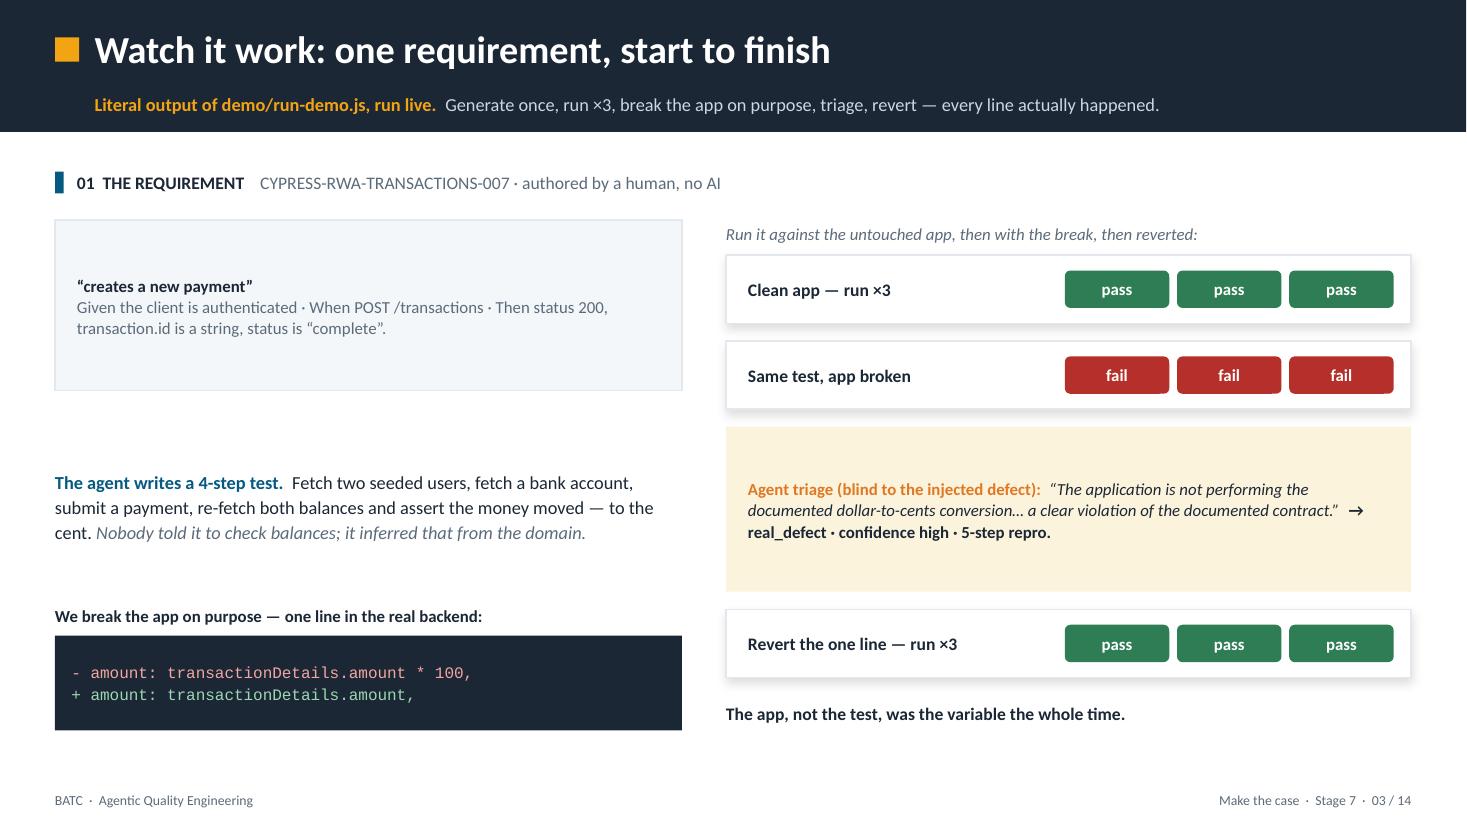 Watch it work: one requirement, start to finish
Literal output of demo/run-demo.js, run live. Generate once, run ×3, break the app on purpose, triage, revert — every line actually happened.
01 THE REQUIREMENT CYPRESS-RWA-TRANSACTIONS-007 · authored by a human, no AI
“creates a new payment”
Given the client is authenticated · When POST /transactions · Then status 200,
transaction.id is a string, status is “complete”.
The agent writes a 4-step test. Fetch two seeded users, fetch a bank account,
submit a payment, re-fetch both balances and assert the money moved — to the
cent. Nobody told it to check balances; it inferred that from the domain.
We break the app on purpose — one line in the real backend:
- amount: transactionDetails.amount * 100,
+ amount: transactionDetails.amount,
Run it against the untouched app, then with the break, then reverted:
Clean app — run ×3 pass pass pass
Same test, app broken fail fail fail
Agent triage (blind to the injected defect): “The application is not performing the
documented dollar-to-cents conversion... a clear violation of the documented contract.” →
real_defect · confidence high · 5-step repro.
Revert the one line — run ×3 pass pass pass
The app, not the test, was the variable the whole time.
BATC · Agentic Quality Engineering
Make the case · Stage 7 · 03 / 14